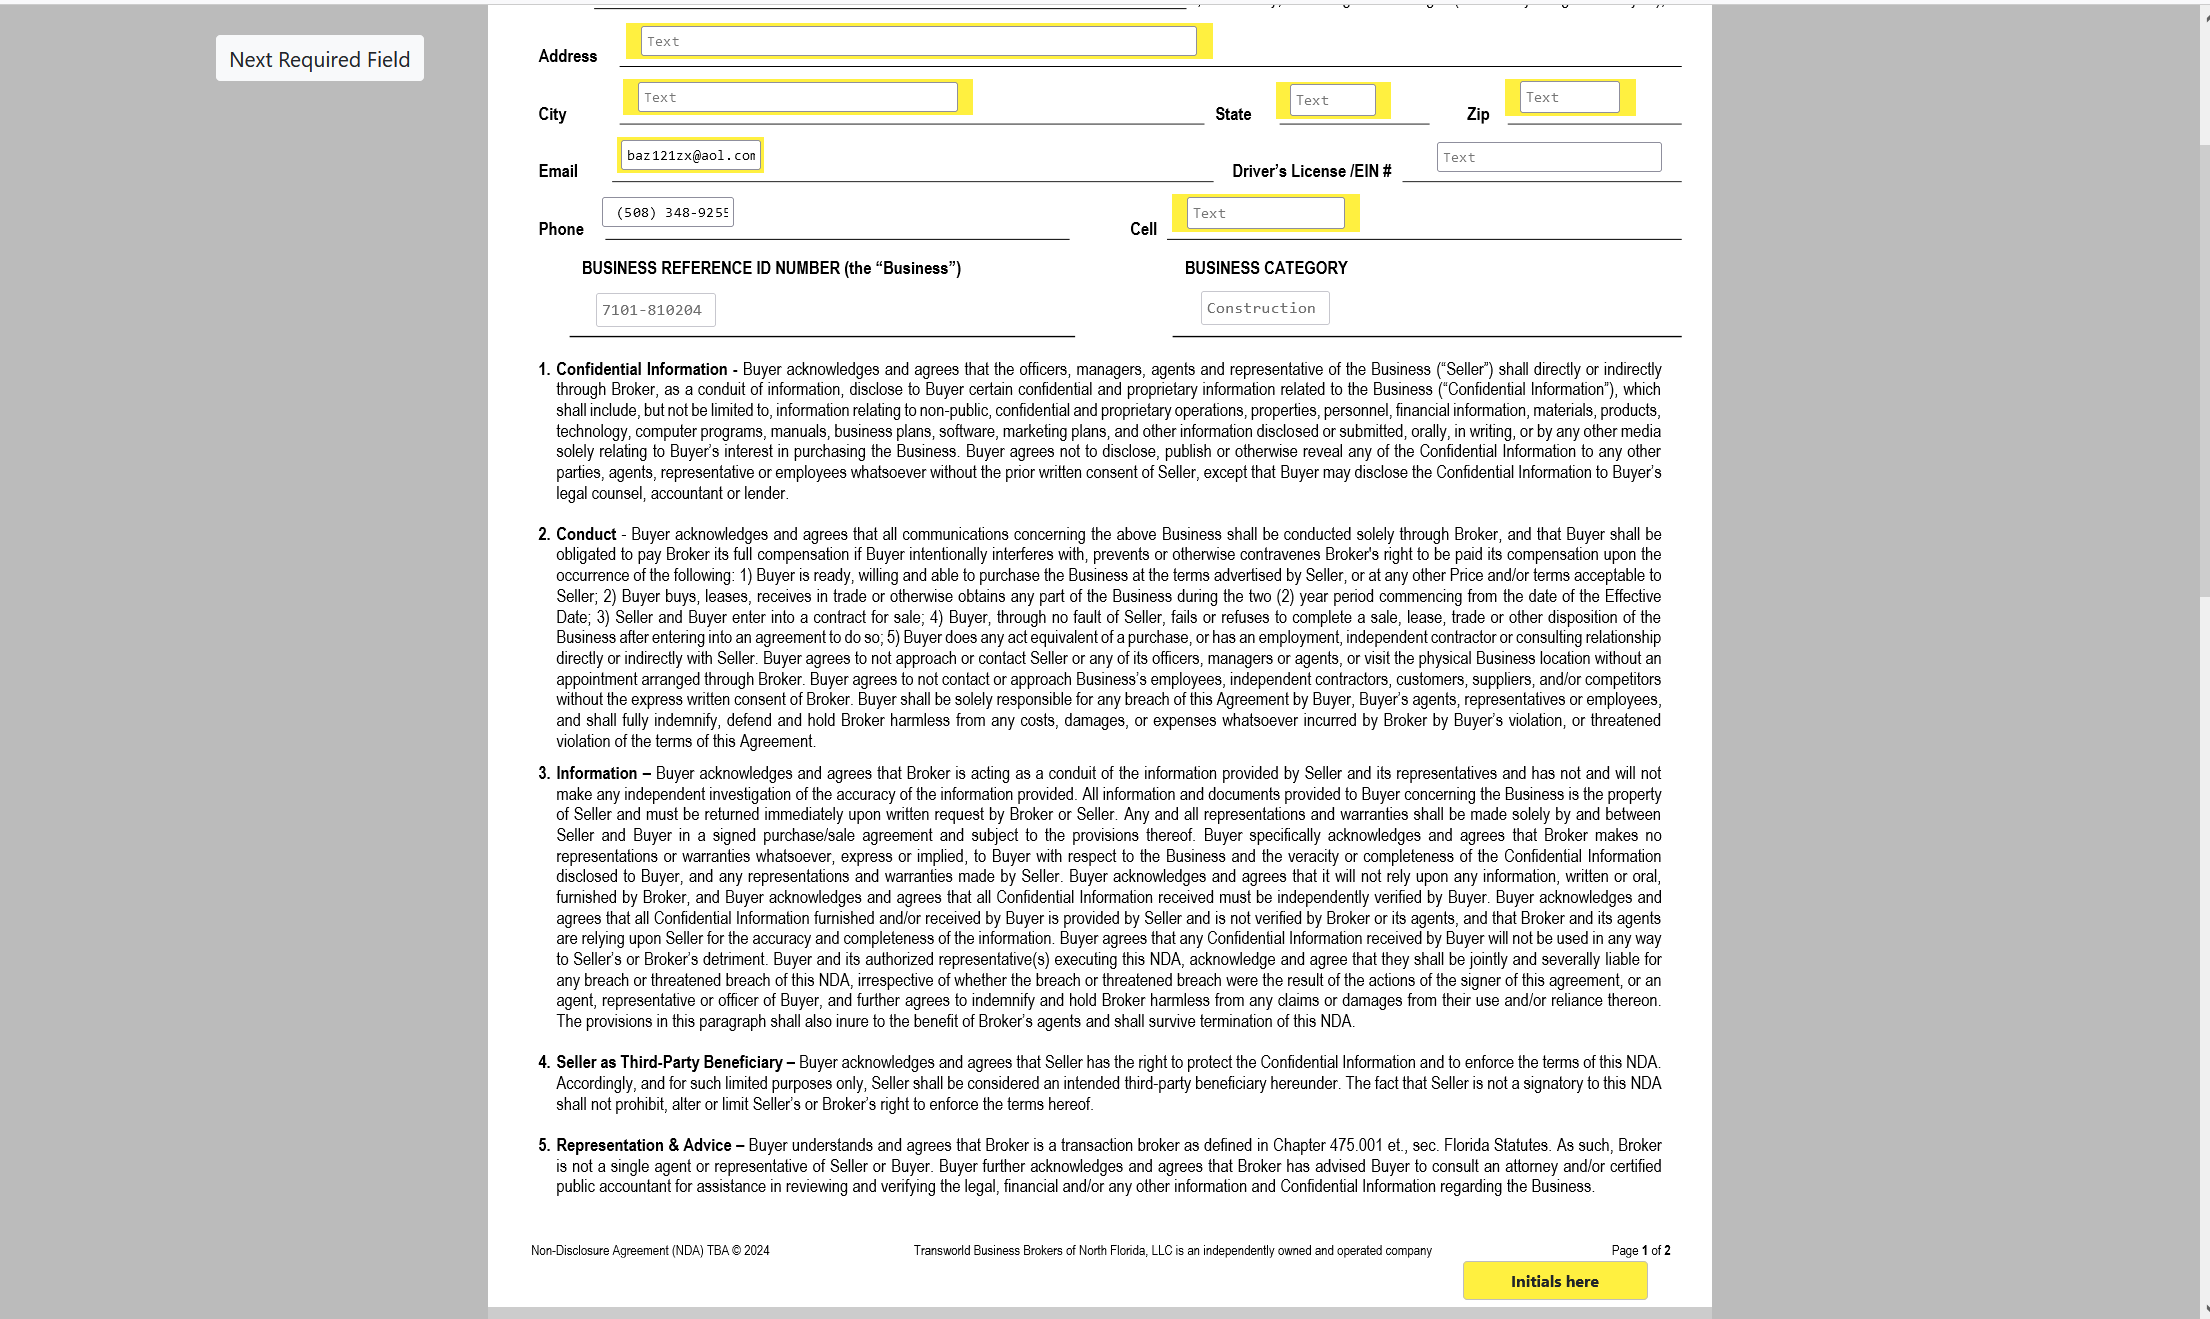 Next Required Field
Address Text
City Text State Text Zip Text
Email baz121zx@aol.com Driver's License /EIN # Text
Phone (508) 348-9255 Cell Text
BUSINESS REFERENCE ID NUMBER (the “Business”) BUSINESS CATEGORY
7101-810204 Construction
1. Confidential Information - Buyer acknowledges and agrees that the officers, managers, agents and representative of the Business (“Seller”) shall directly or indirectly
through Broker, as a conduit of information, disclose to Buyer certain confidential and proprietary information related to the Business (“Confidential Information”), which
shall include, but not be limited to, information relating to non-public, confidential and proprietary operations, properties, personnel, financial information, materials, products,
technology, computer programs, manuals, business plans, software, marketing plans, and other information disclosed or submitted, orally, in writing, or by any other media
solely relating to Buyer's interest in purchasing the Business. Buyer agrees not to disclose, publish or otherwise reveal any of the Confidential Information to any other
parties, agents, representative or employees whatsoever without the prior written consent of Seller, except that Buyer may disclose the Confidential Information to Buyer's
legal counsel, accountant or lender.
2. Conduct - Buyer acknowledges and agrees that all communications concerning the above Business shall be conducted solely through Broker, and that Buyer shall be
obligated to pay Broker its full compensation if Buyer intentionally interferes with, prevents or otherwise contravenes Broker's right to be paid its compensation upon the
occurrence of the following: 1) Buyer is ready, willing and able to purchase the Business at the terms advertised by Seller, or at any other Price and/or terms acceptable to
Seller; 2) Buyer buys, leases, receives in trade or otherwise obtains any part of the Business during the two (2) year period commencing from the date of the Effective
Date; 3) Seller and Buyer enter into a contract for sale; 4) Buyer, through no fault of Seller, fails or refuses to complete a sale, lease, trade or other disposition of the
Business after entering into an agreement to do so; 5) Buyer does any act equivalent of a purchase, or has an employment, independent contractor or consulting relationship
directly or indirectly with Seller. Buyer agrees to not approach or contact Seller or any of its officers, managers or agents, or visit the physical Business location without an
appointment arranged through Broker. Buyer agrees to not contact or approach Business's employees, independent contractors, customers, suppliers, and/or competitors
without the express written consent of Broker. Buyer shall be solely responsible for any breach of this Agreement by Buyer, Buyer's agents, representatives or employees,
and shall fully indemnify, defend and hold Broker harmless from any costs, damages, or expenses whatsoever incurred by Broker by Buyer's violation, or threatened
violation of the terms of this Agreement.
3. Information – Buyer acknowledges and agrees that Broker is acting as a conduit of the information provided by Seller and its representatives and has not and will not
make any independent investigation of the accuracy of the information provided. All information and documents provided to Buyer concerning the Business is the property
of Seller and must be returned immediately upon written request by Broker or Seller. Any and all representations and warranties shall be made solely by and between
Seller and Buyer in a signed purchase/sale agreement and subject to the provisions thereof. Buyer specifically acknowledges and agrees that Broker makes no
representations or warranties whatsoever, express or implied, to Buyer with respect to the Business and the veracity or completeness of the Confidential Information
disclosed to Buyer, and any representations and warranties made by Seller. Buyer acknowledges and agrees that it will not rely upon any information, written or oral,
furnished by Broker, and Buyer acknowledges and agrees that all Confidential Information received must be independently verified by Buyer. Buyer acknowledges and
agrees that all Confidential Information furnished and/or received by Buyer is provided by Seller and is not verified by Broker or its agents, and that Broker and its agents
are relying upon Seller for the accuracy and completeness of the information. Buyer agrees that any Confidential Information received by Buyer will not be used in any way
to Seller's or Broker's detriment. Buyer and its authorized representative(s) executing this NDA, acknowledge and agree that they shall be jointly and severally liable for
any breach or threatened breach of this NDA, irrespective of whether the breach or threatened breach were the result of the actions of the signer of this agreement, or an
agent, representative or officer of Buyer, and further agrees to indemnify and hold Broker harmless from any claims or damages from their use and/or reliance thereon.
The provisions in this paragraph shall also inure to the benefit of Broker's agents and shall survive termination of this NDA.
4. Seller as Third-Party Beneficiary – Buyer acknowledges and agrees that Seller has the right to protect the Confidential Information and to enforce the terms of this NDA.
Accordingly, and for such limited purposes only, Seller shall be considered an intended third-party beneficiary hereunder. The fact that Seller is not a signatory to this NDA
shall not prohibit, alter or limit Seller's or Broker's right to enforce the terms hereof.
5. Representation & Advice – Buyer understands and agrees that Broker is a transaction broker as defined in Chapter 475.001 et., sec. Florida Statutes. As such, Broker
is not a single agent or representative of Seller or Buyer. Buyer further acknowledges and agrees that Broker has advised Buyer to consult an attorney and/or certified
public accountant for assistance in reviewing and verifying the legal, financial and/or any other information and Confidential Information regarding the Business.
Non-Disclosure Agreement (NDA) TBA © 2024 Transworld Business Brokers of North Florida, LLC is an independently owned and operated company Page 1 of 2
Initials here